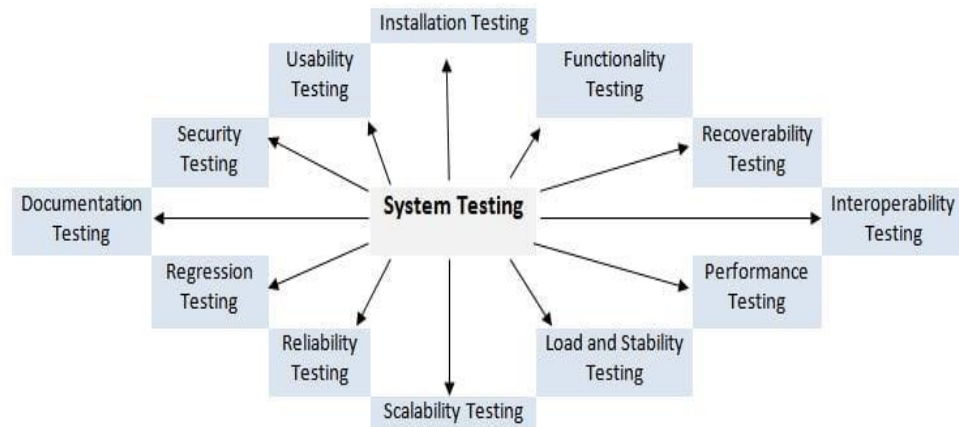 Installation Testing
Usability
Testing
Functionality
Testing
Security
Testing
Recoverability
Testing
Documentation
Testing
System Testing
Interoperability
Testing
Regression
Testing
Performance
Testing
Reliability
Testing
Load and Stability
Testing
Scalability Testing